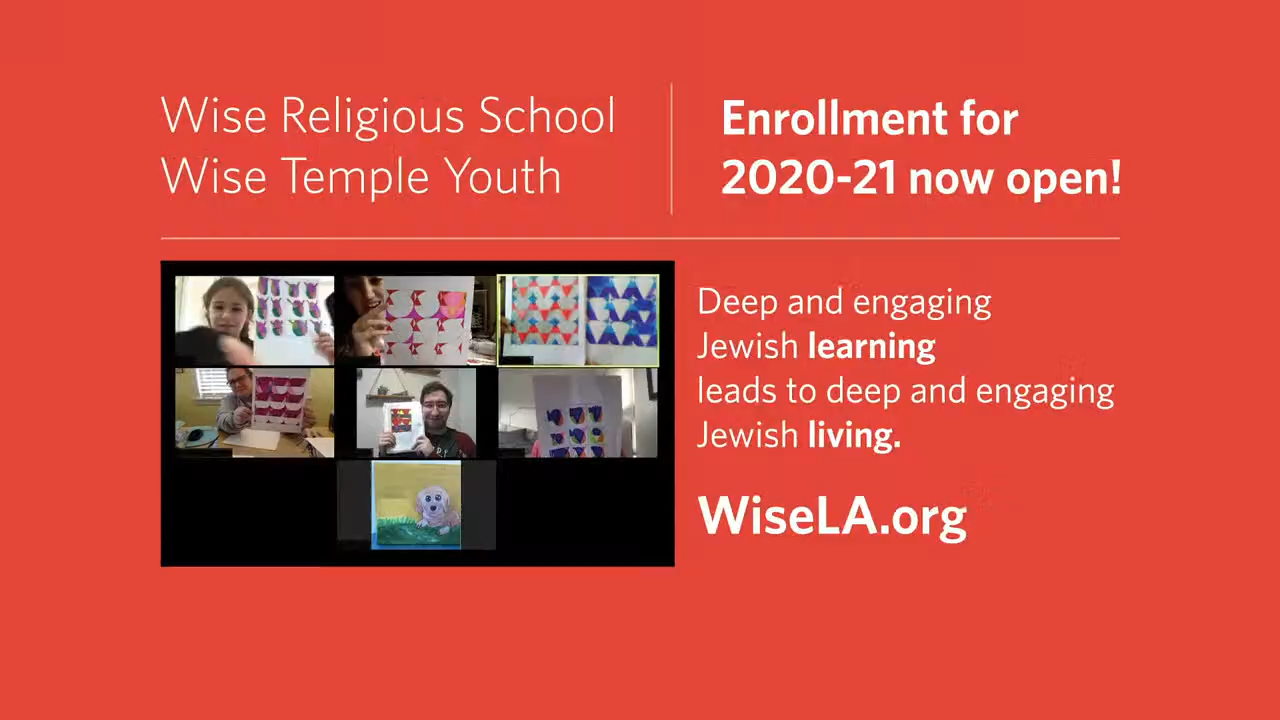 Wise Religious School
Wise Temple Youth
Enrollment for
2020-21 now open!
Deep and engaging
Jewish learning
leads to deep and engaging
Jewish living.
WiseLA.org